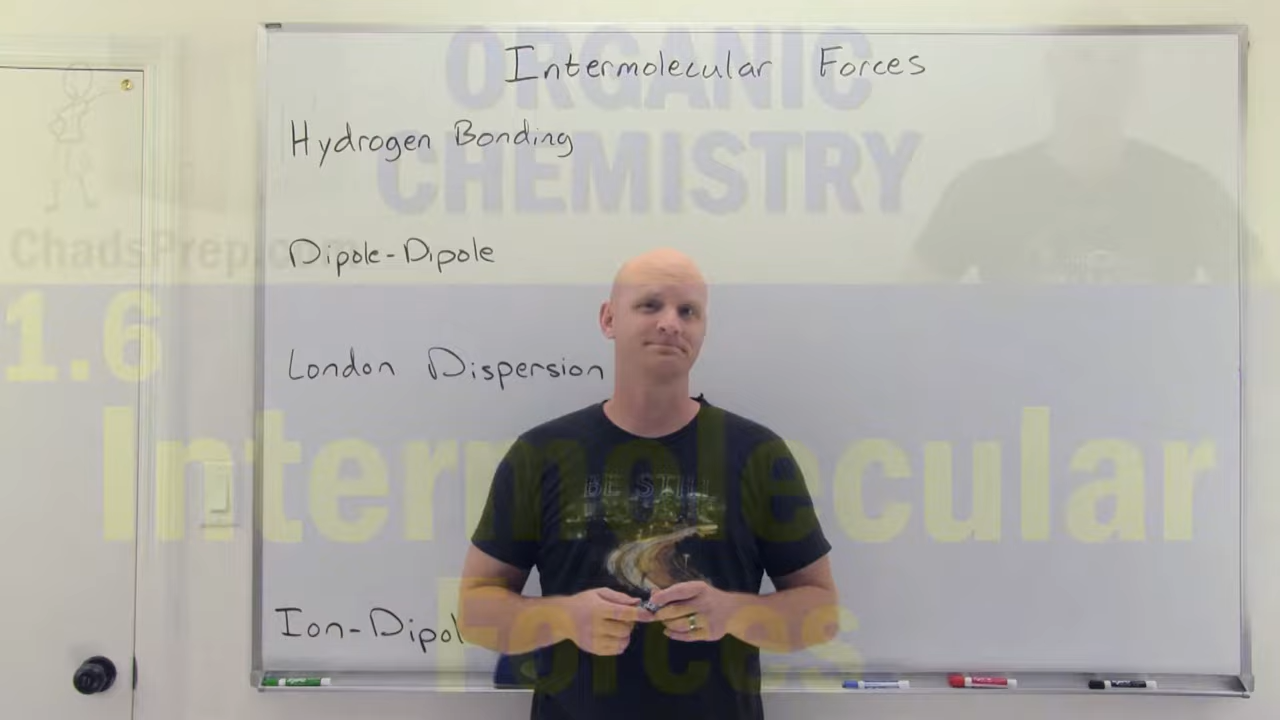 Intermolecular Forces
ORGANIC
CHEMISTRY
Hydrogen Bonding
ChadsPrep.com
Dipole-Dipole
1.6
London Dispersion
Intermolecular
Forces
BE STILL
Ion-Dipol